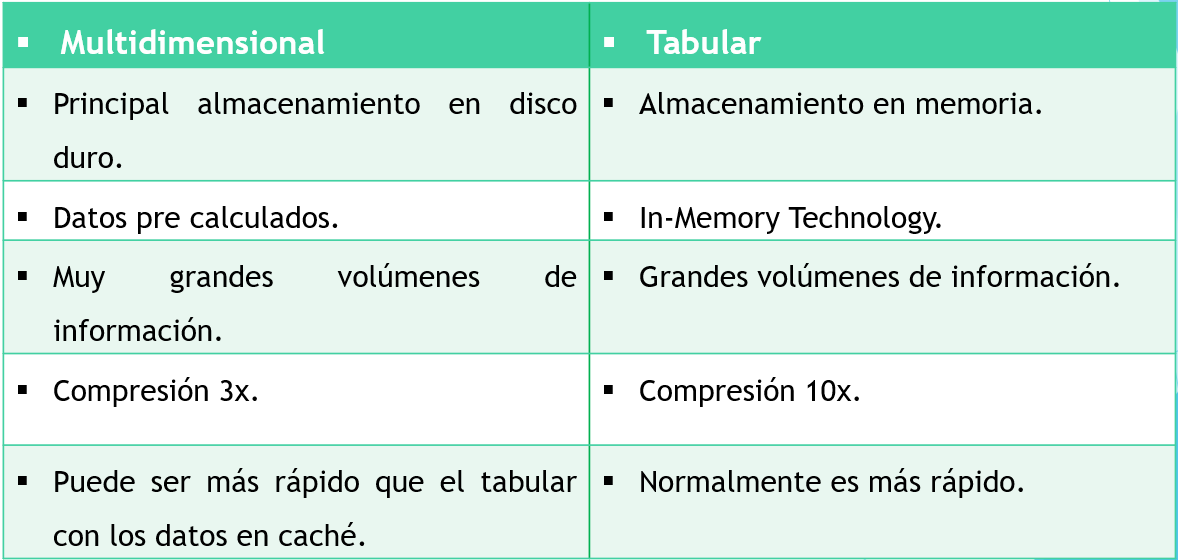 ▪ Multidimensional
▪ Tabular
▪ Principal almacenamiento en disco
duro.
▪ Almacenamiento en memoria.
▪ Datos pre calculados.
▪ In-Memory Technology.
▪ Muy grandes volúmenes de
información.
▪ Grandes volúmenes de información.
▪ Compresión 3x.
▪ Compresión 10x.
▪ Puede ser más rápido que el tabular
con los datos en caché.
▪ Normalmente es más rápido.